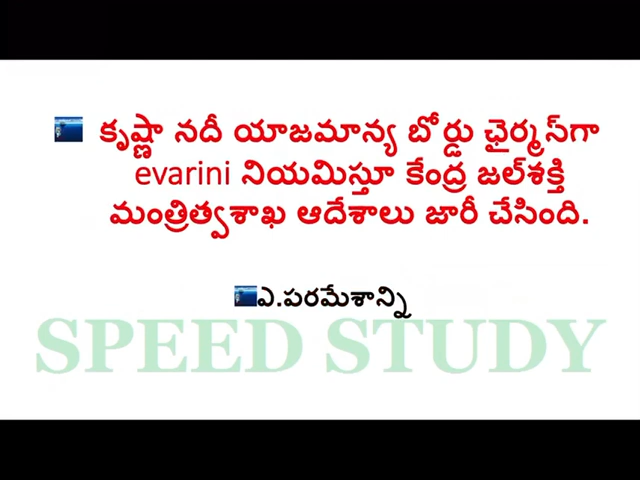 కృష్ణా నదీ యాజమాన్య బోర్డు ఛైర్మన్‌గా
evarini నియమిస్తూ కేంద్ర జల్‌శక్తి
మంత్రిత్వశాఖ ఆదేశాలు జారీ చేసింది.
ఎ.పరమేశాన్ని
SPEED STUDY